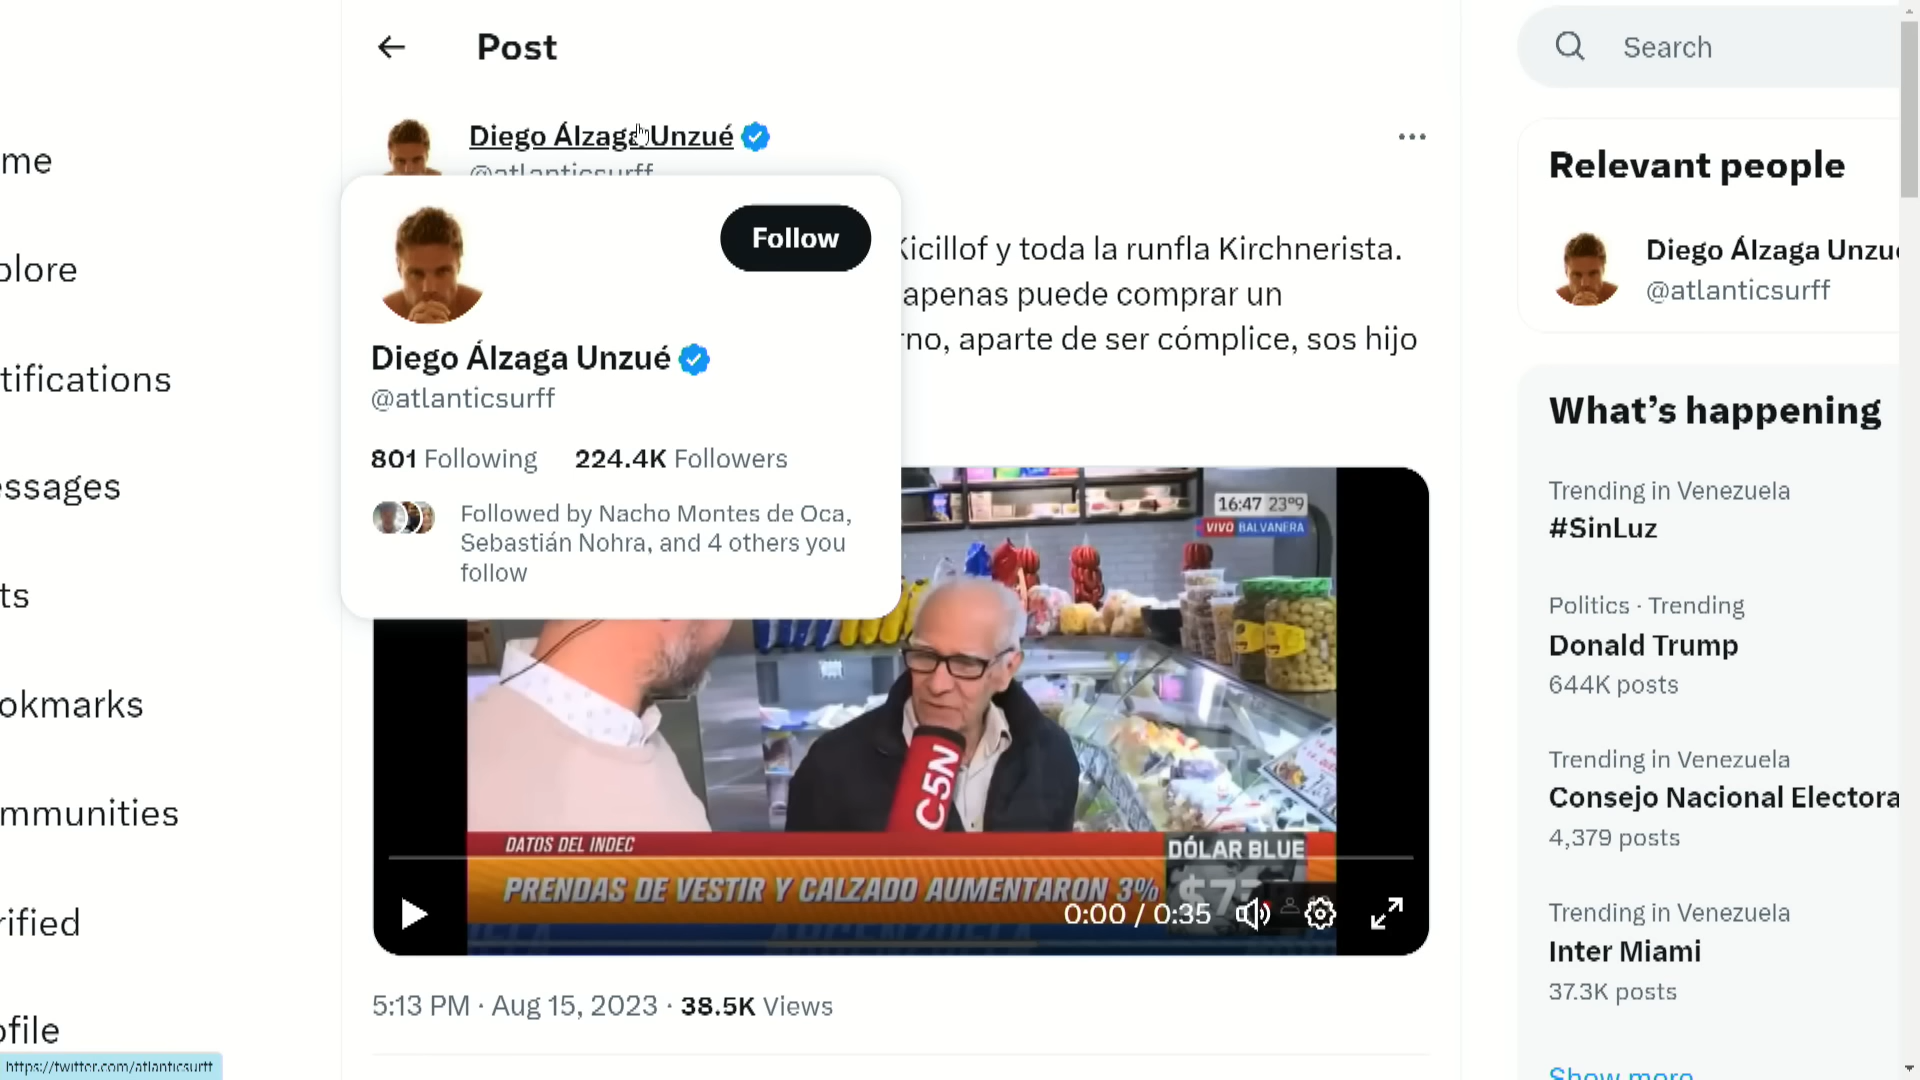 Post
Search
Diego Álzaga Unzué
@atlanticsurff
Follow
Diego Álzaga Unzué
@atlanticsurff
801 Following 224.4K Followers
Followed by Nacho Montes de Oca,
Sebastián Nohra, and 4 others you
follow
Kicillof y toda la runfla Kirchnerista.
apenas puede comprar un
rno, aparte de ser cómplice, sos hijo
16:47 23º9
VIVO BALVANERA
C5N
DATOS DEL INDEC
PRENDAS DE VESTIR Y CALZADO AUMENTARON 3%
DÓLAR BLUE
0:00 / 0:35
5:13 PM · Aug 15, 2023 · 38.5K Views
me
plore
tifications
essages
ts
okmarks
mmunities
rified
ofile
https://twitter.com/atlanticsurff
Relevant people
Diego Álzaga Unzué
@atlanticsurff
What’s happening
Trending in Venezuela
#SinLuz
Politics · Trending
Donald Trump
644K posts
Trending in Venezuela
Consejo Nacional Electora
4,379 posts
Trending in Venezuela
Inter Miami
37.3K posts
Show more